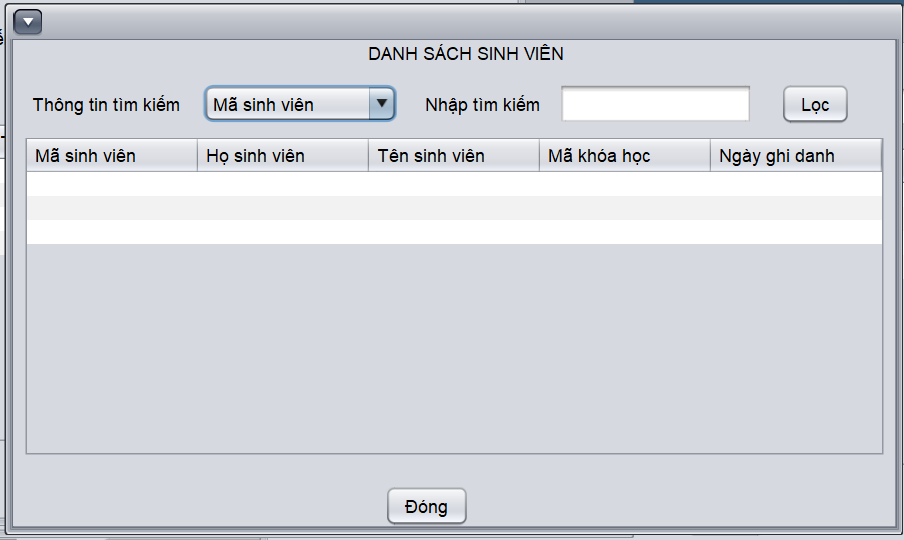 DANH SÁCH SINH VIÊN
Thông tin tìm kiếm Mã sinh viên Nhập tìm kiếm Lọc
Mã sinh viên Họ sinh viên Tên sinh viên Mã khóa học Ngày ghi danh
Đóng